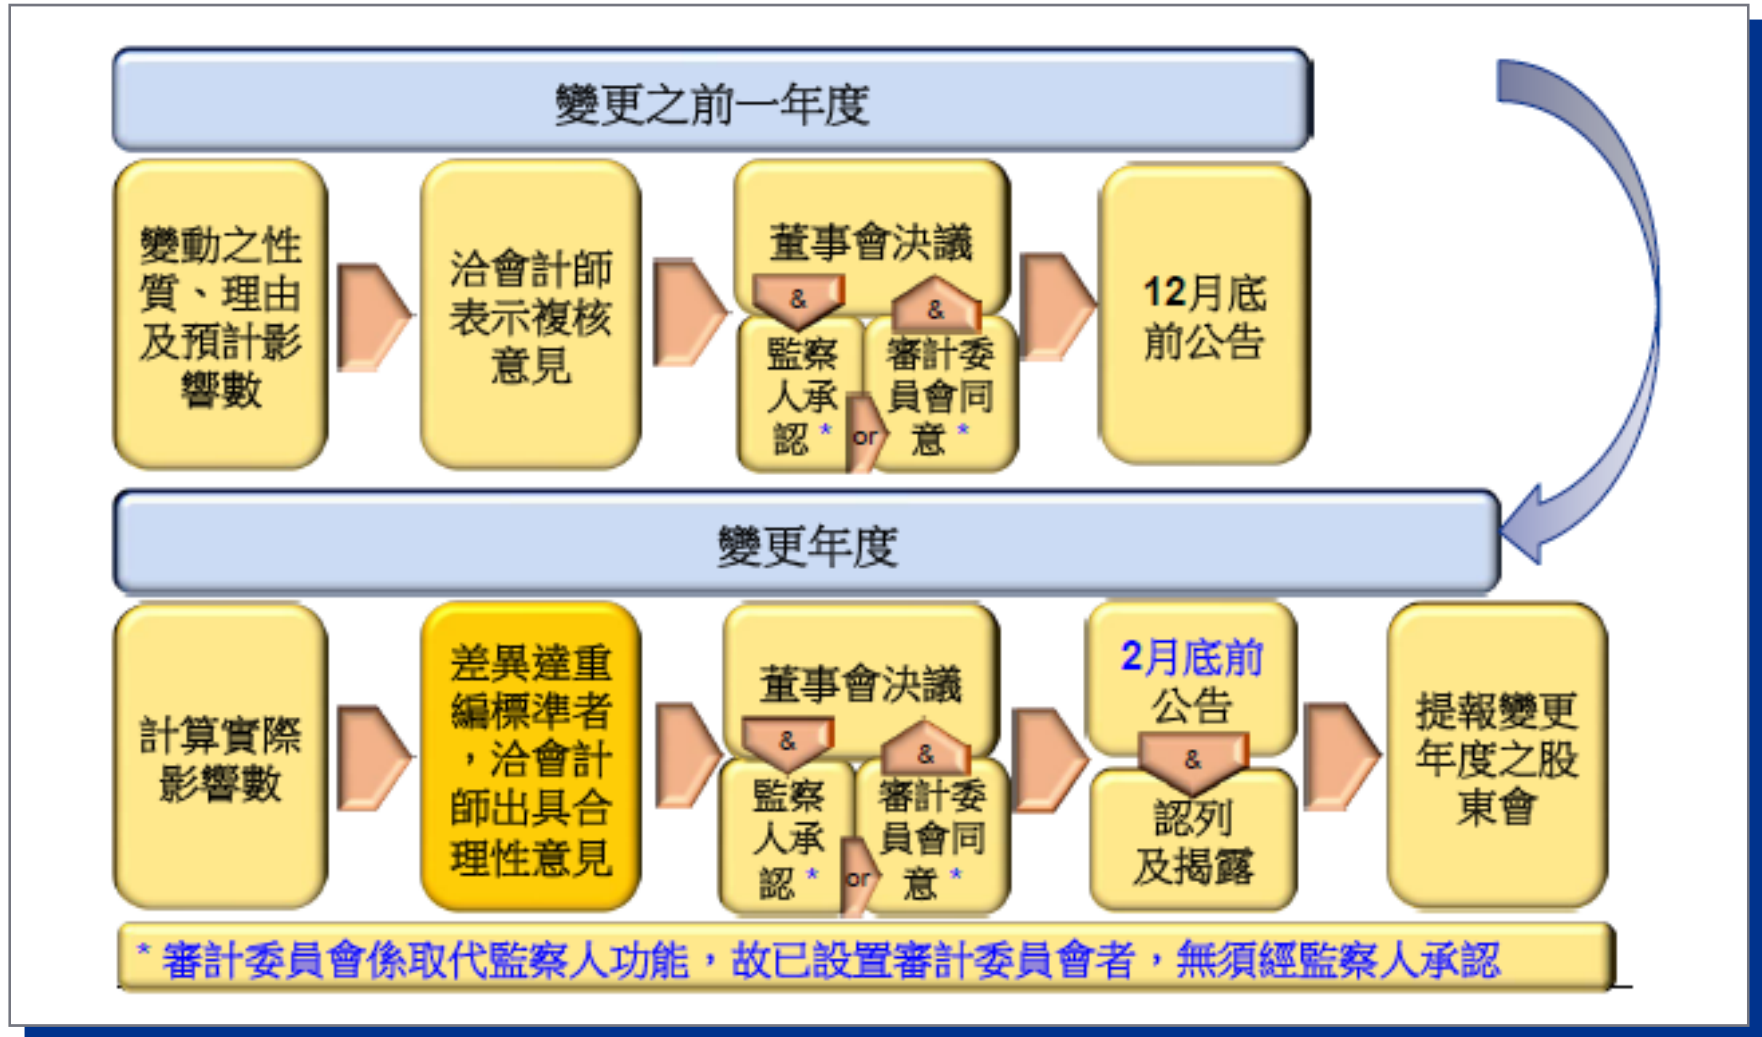 變更之前一年度
變動之性
質、理由
及預計影
響數
洽會計師
表示複核
意見
董事會決議
&
&
監察
人承
認 *
or
審計委
員會同
意 *
12月底
前公告
變更年度
計算實際
影響數
差異達重
編標準者
，洽會計
師出具合
理性意見
董事會決議
&
&
監察
人承
認 *
or
審計委
員會同
意 *
2月底前
公告
&
認列
及揭露
提報變更
年度之股
東會
* 審計委員會係取代監察人功能，故已設置審計委員會者，無須經監察人承認